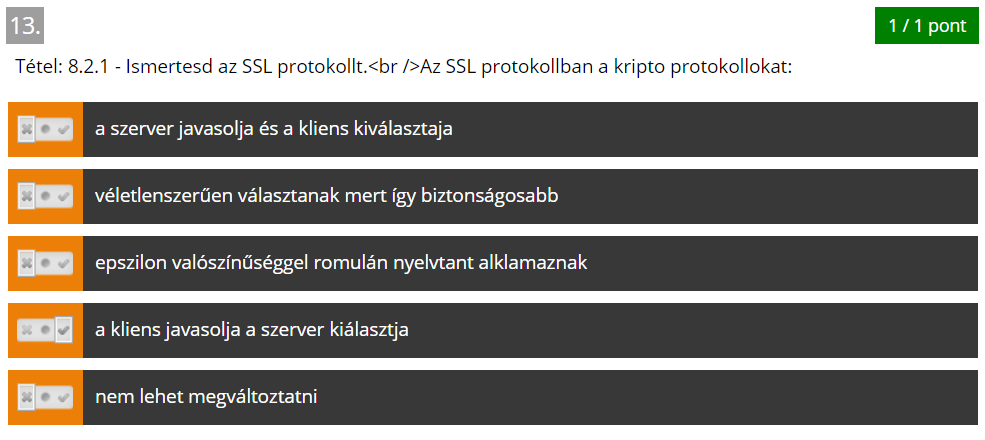 13.
1 / 1 pont
Tétel: 8.2.1 - Ismertesd az SSL protokollt.<br />Az SSL protokollban a kripto protokollokat:
a szerver javasolja és a kliens kiválasztaja
véletlenszerűen választanak mert így biztonságosabb
epszilon valószínűséggel romulán nyelvtant alklamaznak
a kliens javasolja a szerver kiálasztja
nem lehet megváltoztatni